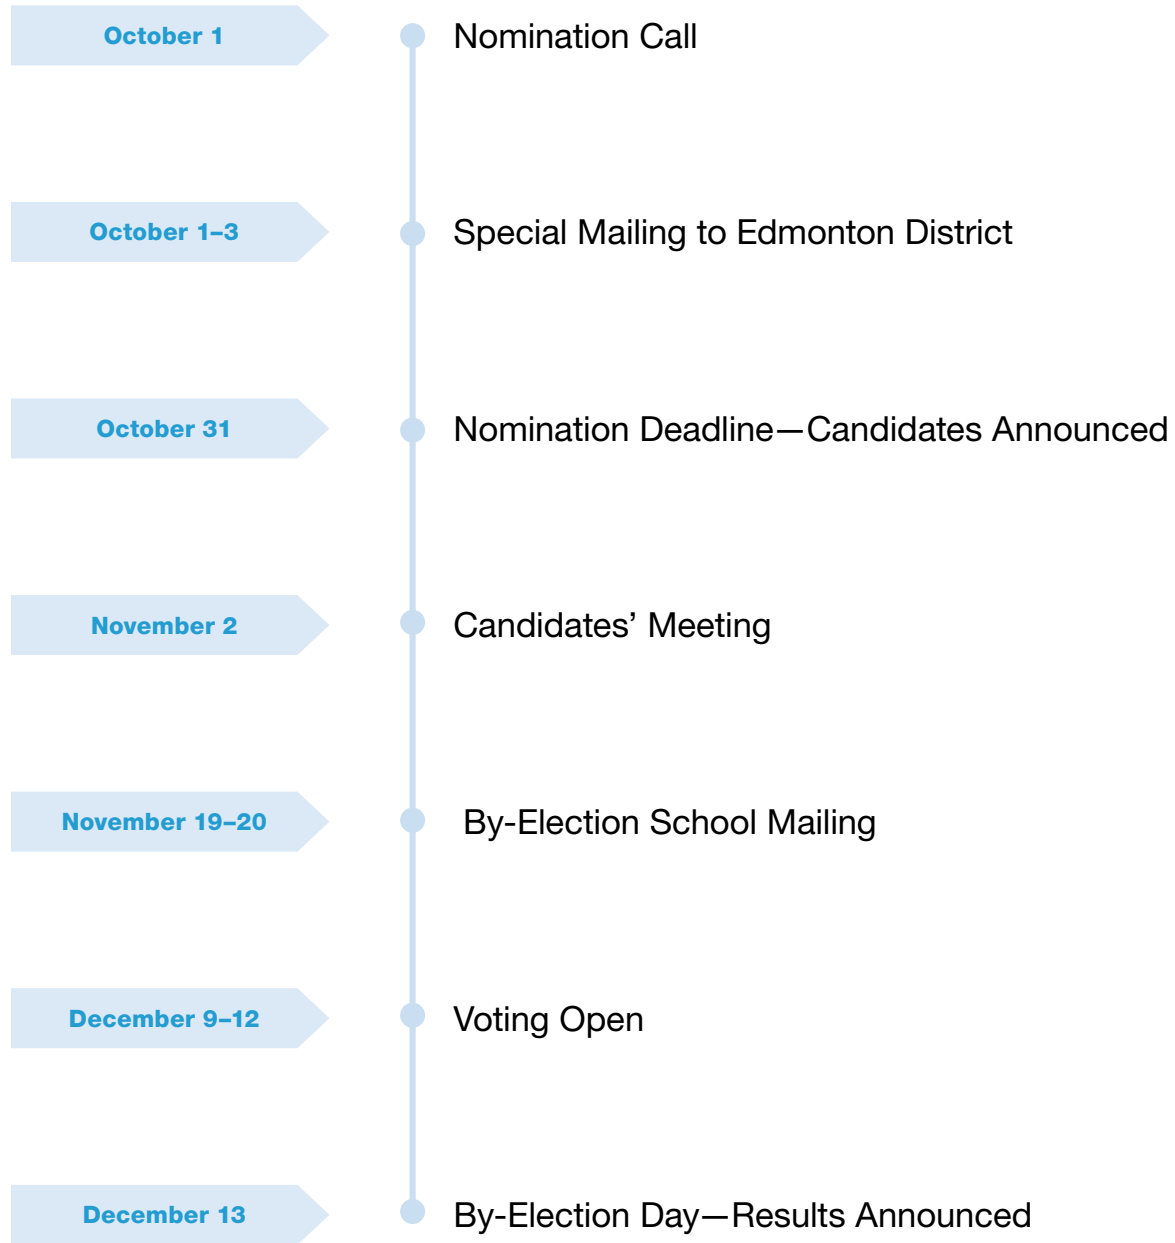 October 1
Nomination Call
October 1–3
Special Mailing to Edmonton District
October 31
Nomination Deadline—Candidates Announced
November 2
Candidates’ Meeting
November 19–20
By-Election School Mailing
December 9–12
Voting Open
December 13
By-Election Day—Results Announced